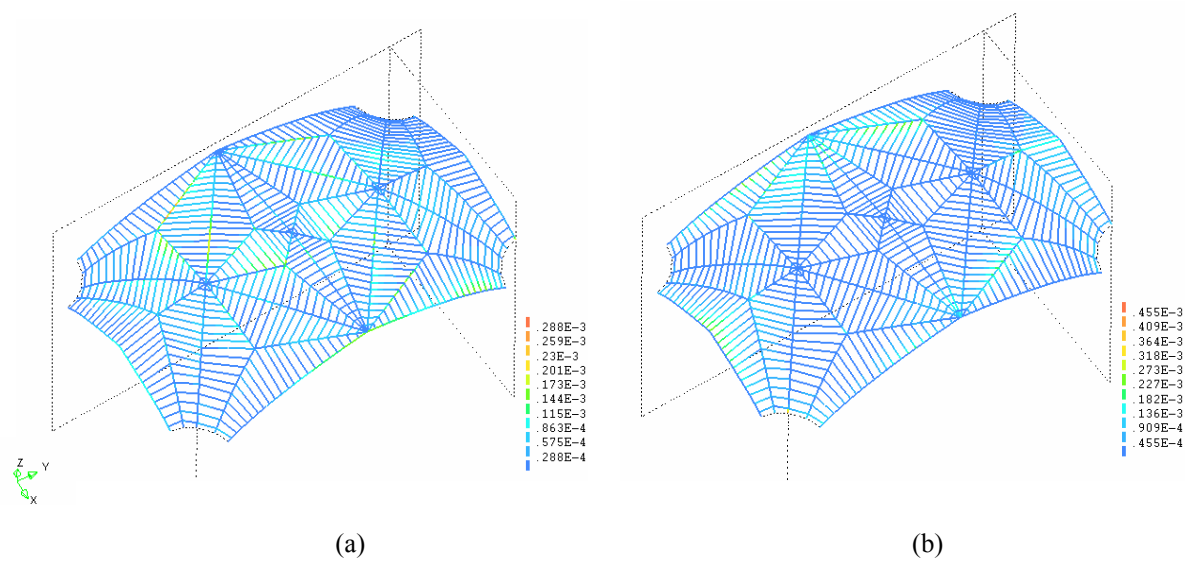 .288E-3
.259E-3
.23E-3
.201E-3
.173E-3
.144E-3
.115E-3
.863E-4
.575E-4
.288E-4
Z
Y
X
(a)
.455E-3
.409E-3
.364E-3
.318E-3
.273E-3
.227E-3
.182E-3
.136E-3
.909E-4
.455E-4
(b)